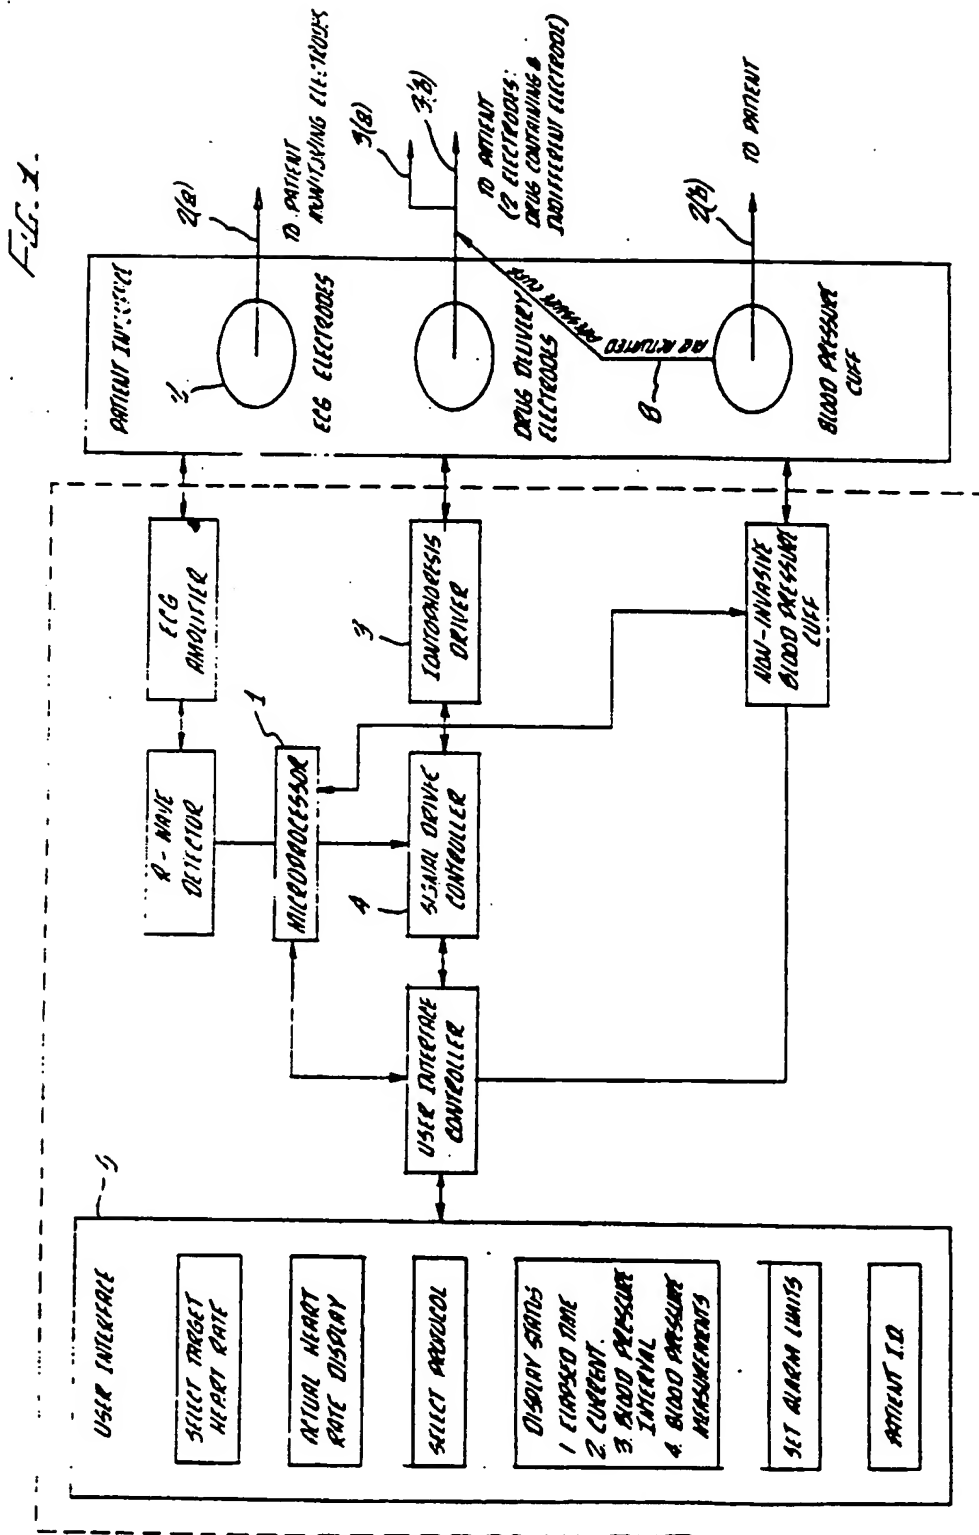 FIG. 1.
USER INTERFACE
SELECT TARGET
HEART RATE
ACTUAL HEART
RATE DISPLAY
SELECT PROTOCOL
DISPLAY STATUS
1 ELAPSED TIME
2. CURRENT.
3. BLOOD PRESSURE
INTERVAL
4. BLOOD PRESSURE
MEASUREMENTS
SET ALARM LIMITS
PATIENT I.D.
5
USER INTERFACE
CONTROLLER
R-WAVE
DETECTOR
MICROPROCESSOR
1
4
SIGNAL DRIVE
CONTROLLER
ECG
AMPLIFIER
3
IONTOPHORESIS
DRIVER
NON-INVASIVE
BLOOD PRESSURE
CUFF
PATIENT
ECG ELECTRODES
DRUG DELIVERY
ELECTRODES
AIR ACTUATED PRESSURE CUFF
8
BLOOD PRESSURE
CUFF
2(a)
TO PATIENT
MONITORING ELECTRODES
3(a)
3(b)
TO PATIENT
(2 ELECTRODES:
DRUG CONTAINING &
INDIFFERENT ELECTRODE)
2(b)
TO PATIENT